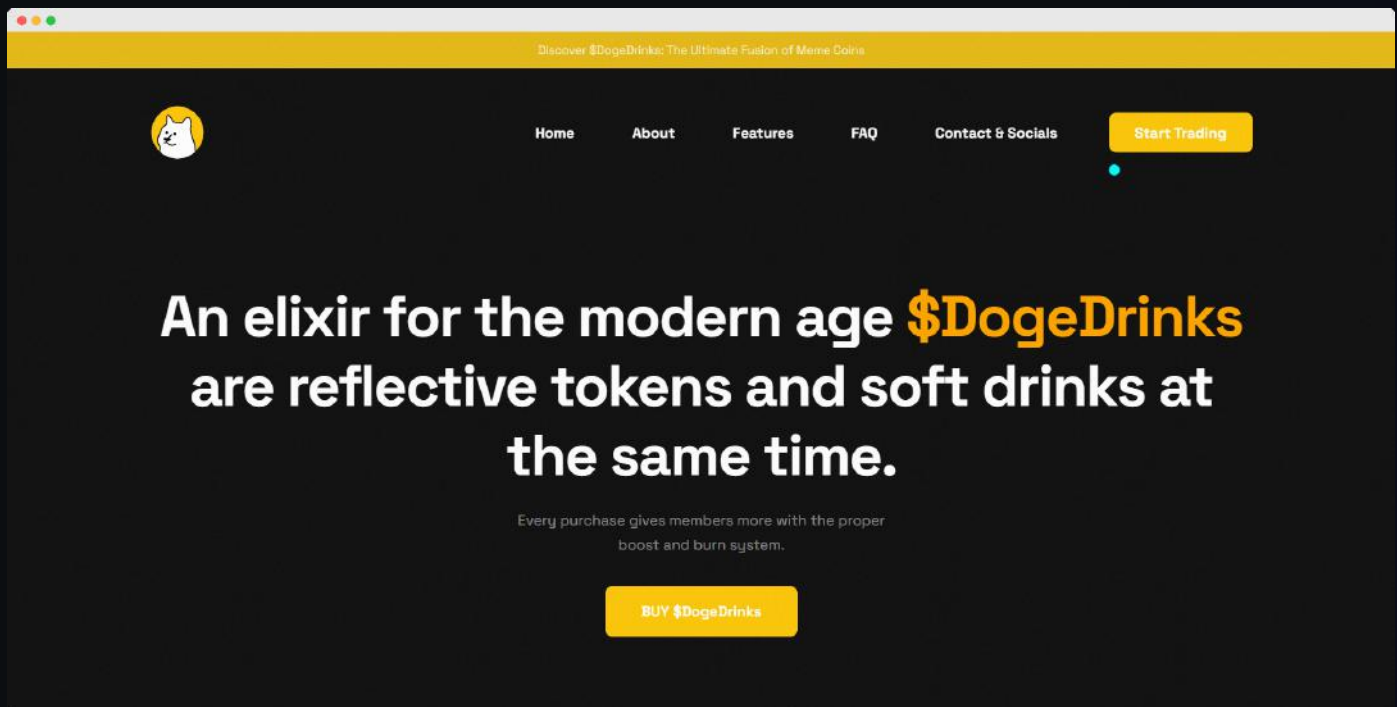 Discover $DogeDrinks: The Ultimate Fusion of Meme Coins
Home About Features FAQ Contact & Socials Start Trading
An elixir for the modern age $DogeDrinks
are reflective tokens and soft drinks at
the same time.
Every purchase gives members more with the proper
boost and burn system.
BUY $DogeDrinks